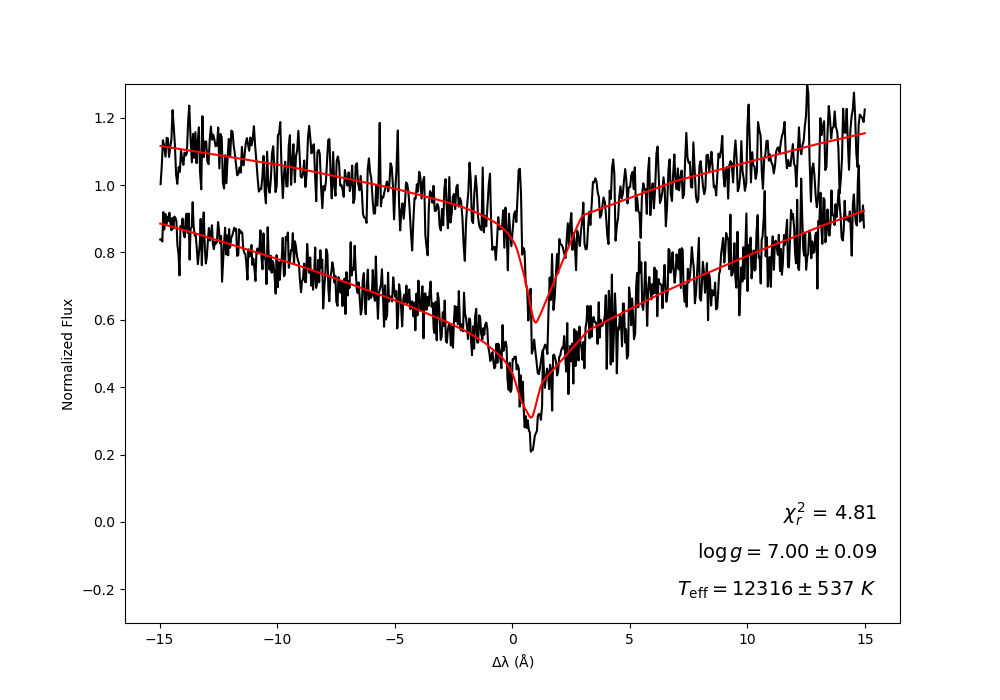 1.2
1.0
0.8
0.6
0.4
0.2
0.0
−0.2
Normalized Flux
χ²ᵣ = 4.81
log g = 7.00 ± 0.09
T_eff = 12316 ± 537 K
−15 −10 −5 0 5 10 15
Δλ (Å)